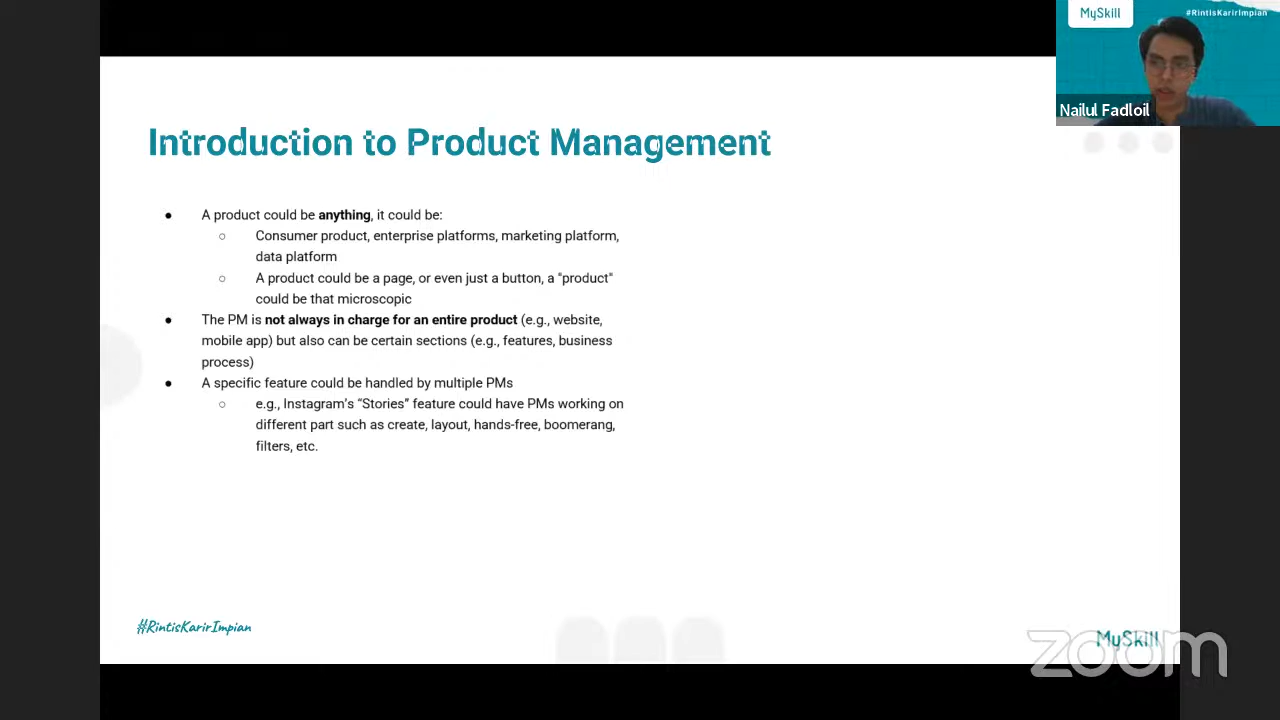 MySkill
#RintisKarirImpian
Nailul Fadloil
Introduction to Product Management
● A product could be anything, it could be:
○ Consumer product, enterprise platforms, marketing platform,
data platform
○ A product could be a page, or even just a button, a "product"
could be that microscopic
● The PM is not always in charge for an entire product (e.g., website,
mobile app) but also can be certain sections (e.g., features, business
process)
● A specific feature could be handled by multiple PMs
○ e.g., Instagram's “Stories” feature could have PMs working on
different part such as create, layout, hands-free, boomerang,
filters, etc.
#RintisKarirImpian
MySkill
zoom